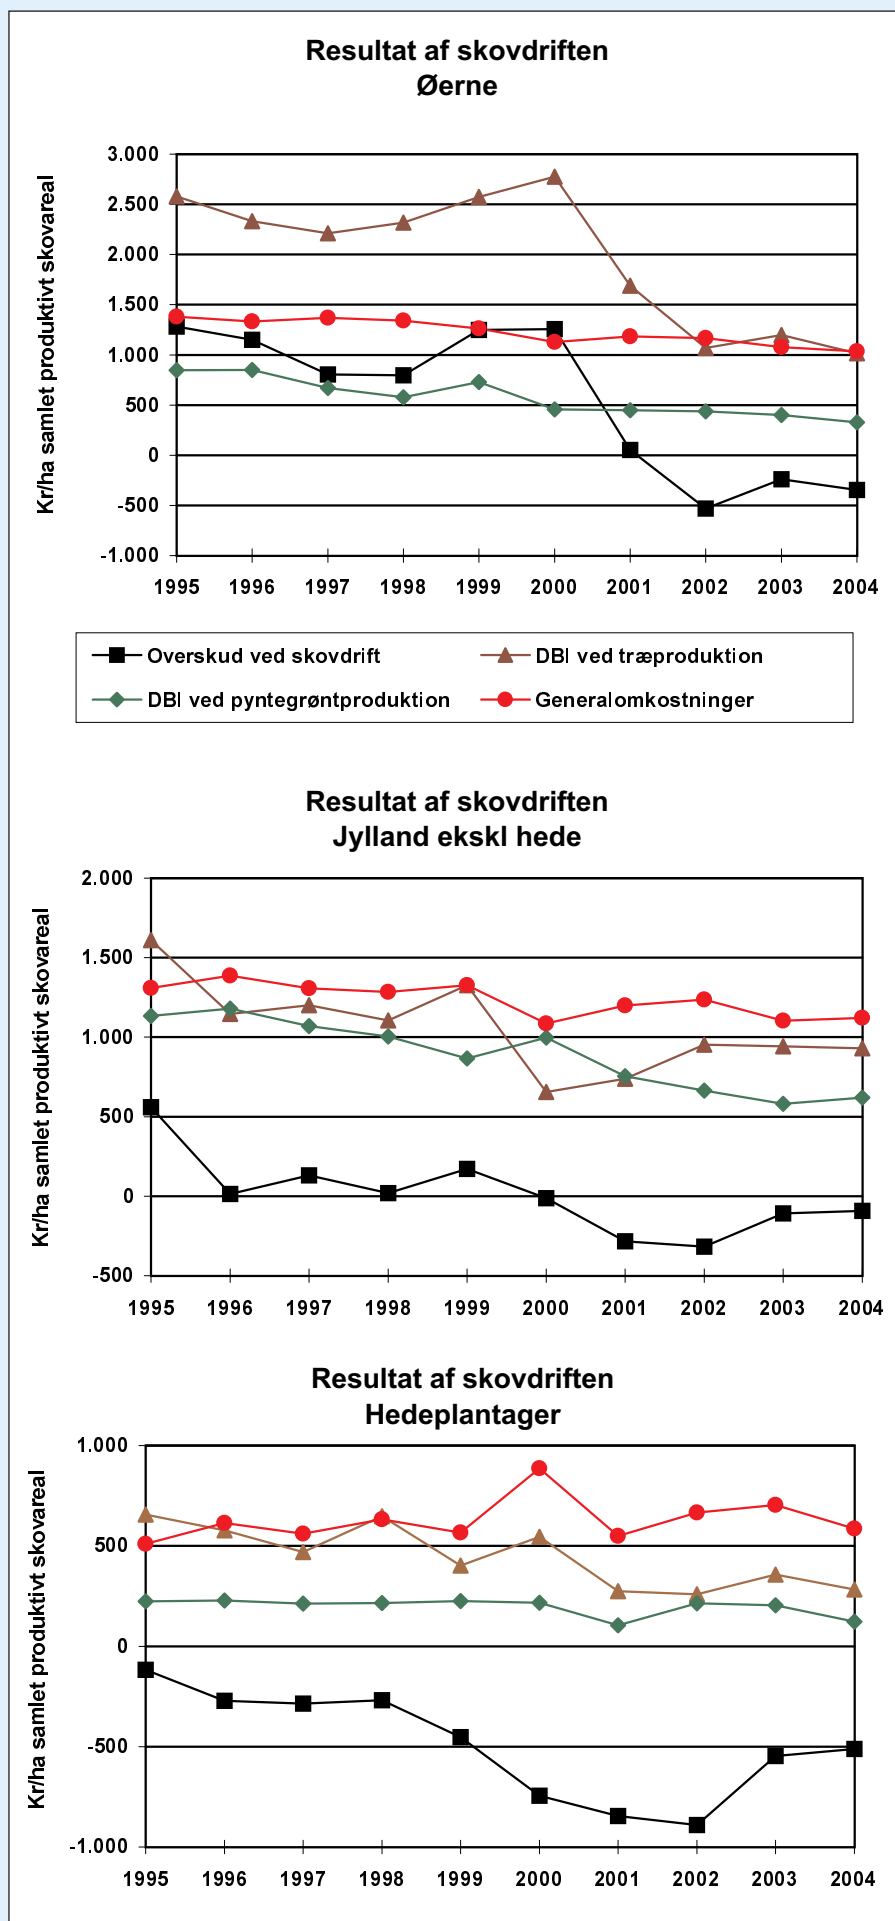 Resultat af skovdriften
Øerne
Kr/ha samlet produktivt skovareal
3.000
2.500
2.000
1.500
1.000
500
0
-500
-1.000
1995 1996 1997 1998 1999 2000 2001 2002 2003 2004
Overskud ved skovdrift DBI ved træproduktion
DBI ved pyntegrøntproduktion Generalomkostninger
Resultat af skovdriften
Jylland ekskl hede
Kr/ha samlet produktivt skovareal
2.000
1.500
1.000
500
0
-500
1995 1996 1997 1998 1999 2000 2001 2002 2003 2004
Resultat af skovdriften
Hedeplantager
Kr/ha samlet produktivt skovareal
1.000
500
0
-500
-1.000
1995 1996 1997 1998 1999 2000 2001 2002 2003 2004